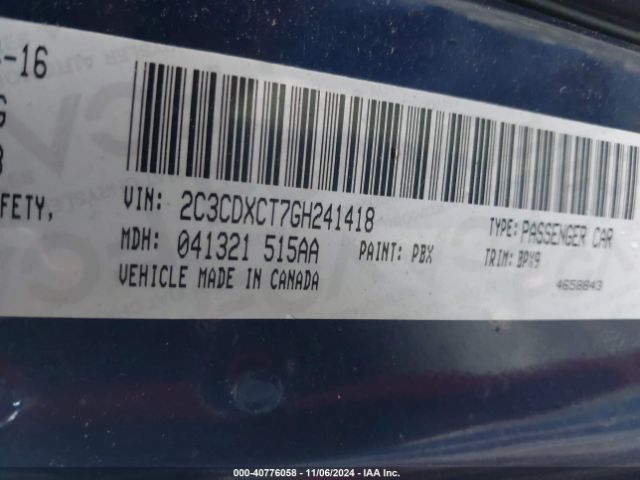 -16
FETY,
VIN: 2C3CDXCT7GH241418
TYPE: PASSENGER CAR
MDH: 041321 515AA
PAINT: PBX
TRIM: BPX9
VEHICLE MADE IN CANADA
4658843
COPYRIGHT: 000-40776058 - 11/06/2024 - IAA Inc.